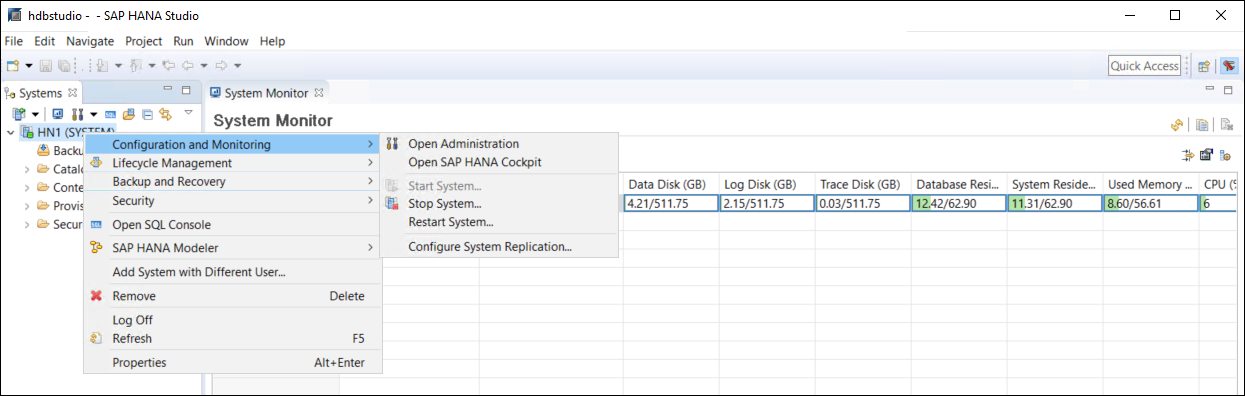 hdbstudio - - SAP HANA Studio
File Edit Navigate Project Run Window Help
Quick Access
Systems
System Monitor
System Monitor
HN1 (SYSTEM)
Backu
Catalo
Conte
Provis
Secur
Configuration and Monitoring
Lifecycle Management
Backup and Recovery
Security
Open SQL Console
SAP HANA Modeler
Add System with Different User...
Remove Delete
Log Off
Refresh F5
Properties Alt+Enter
Open Administration
Open SAP HANA Cockpit
Start System...
Stop System...
Restart System...
Configure System Replication...
Data Disk (GB) Log Disk (GB) Trace Disk (GB) Database Resi... System Reside... Used Memory ... CPU (%
4.21/511.75 2.15/511.75 0.03/511.75 12.42/62.90 11.31/62.90 8.60/56.61 6